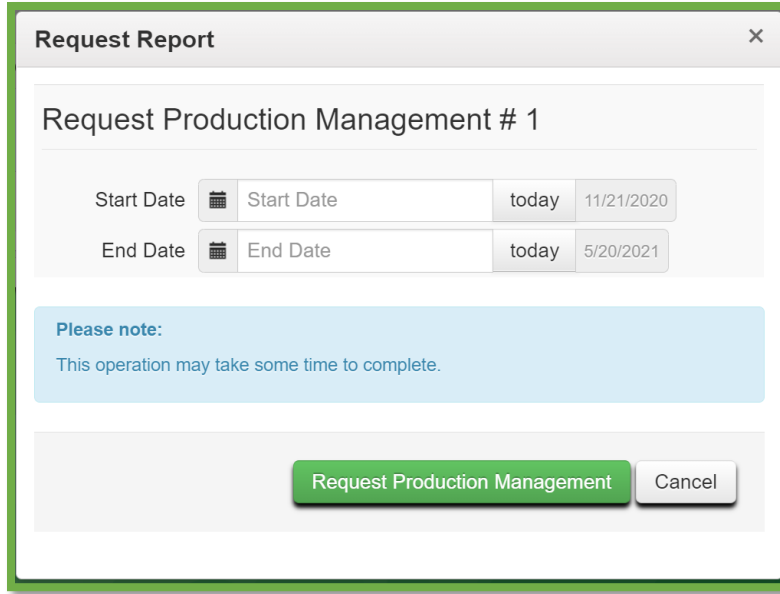 Request Report ×
Request Production Management # 1
Start Date Start Date today 11/21/2020
End Date End Date today 5/20/2021
Please note:
This operation may take some time to complete.
Request Production Management Cancel